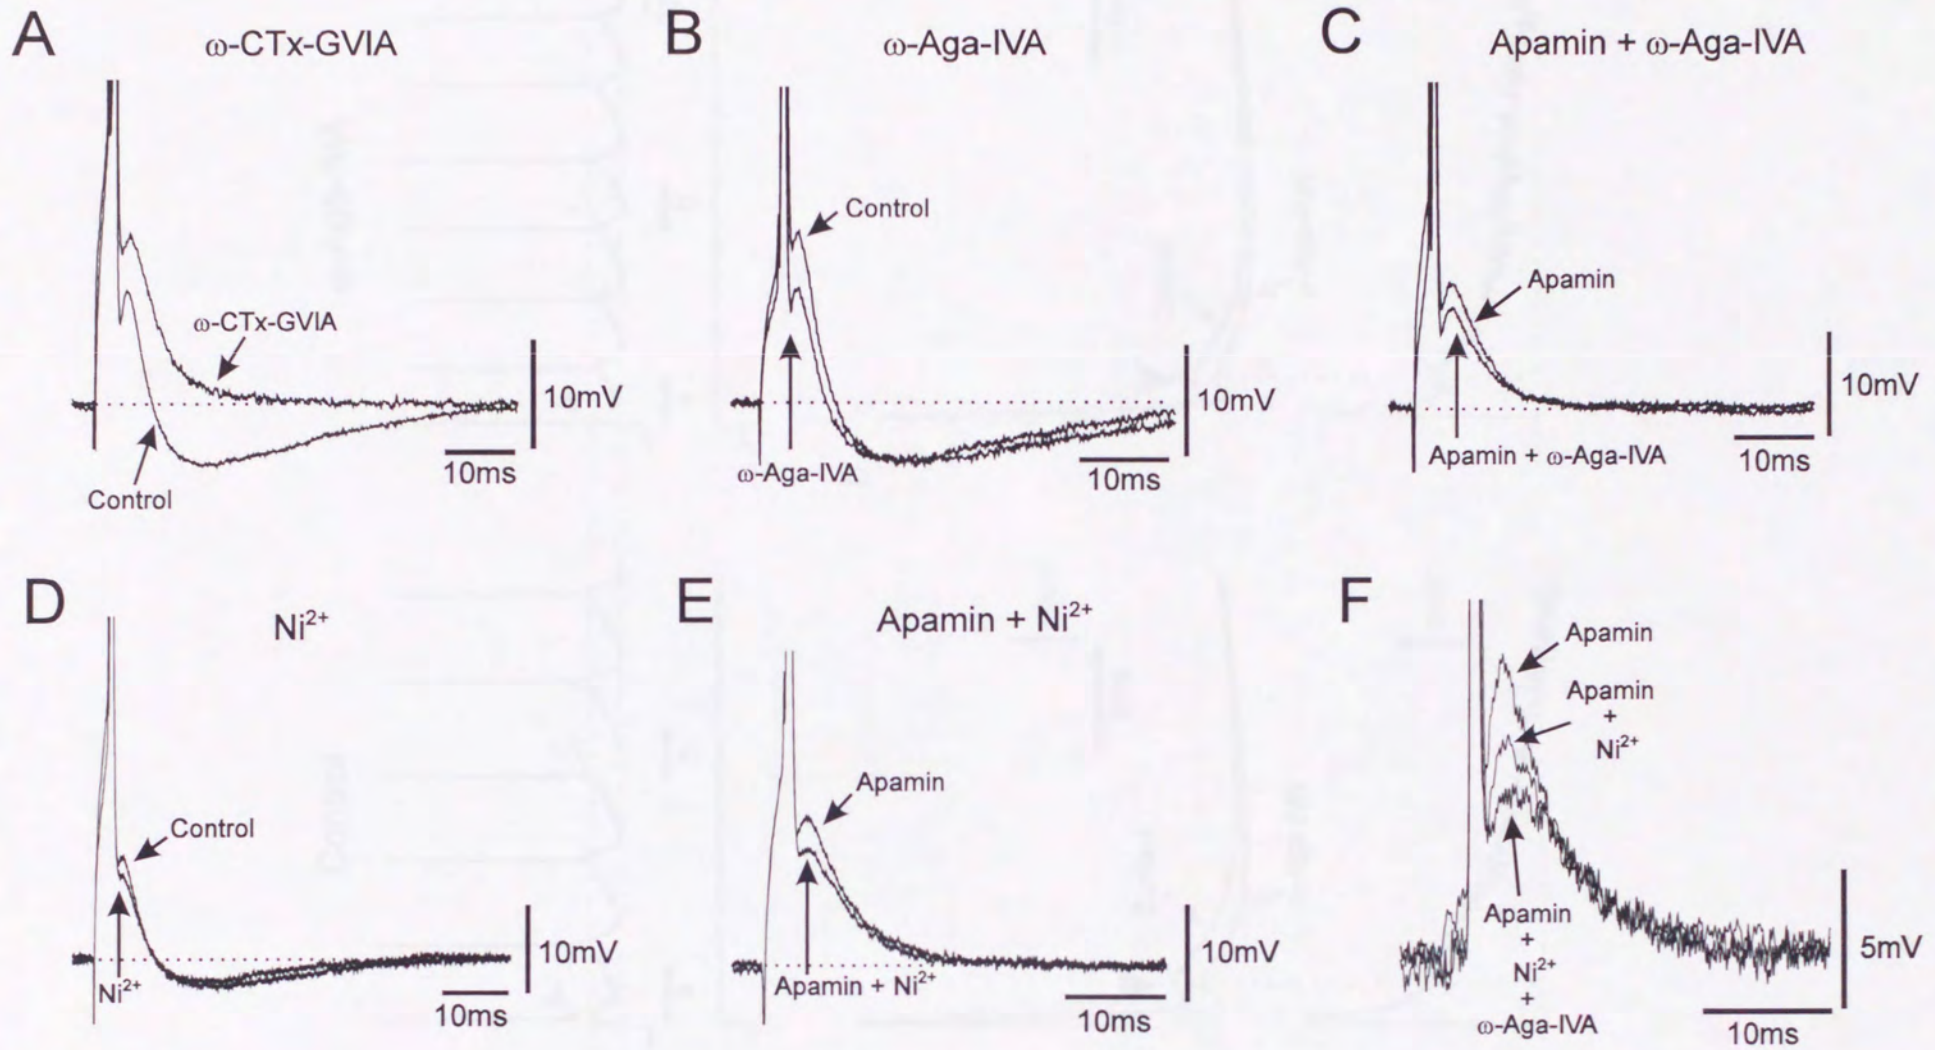 A
ω-CTx-GVIA
ω-CTx-GVIA
Control
10mV
10ms
B
ω-Aga-IVA
Control
ω-Aga-IVA
10mV
10ms
C
Apamin + ω-Aga-IVA
Apamin
Apamin + ω-Aga-IVA
10mV
10ms
D
Ni²⁺
Control
Ni²⁺
10mV
10ms
E
Apamin + Ni²⁺
Apamin
Apamin + Ni²⁺
10mV
10ms
F
Apamin
Apamin
+
Ni²⁺
Apamin
+
Ni²⁺
+
ω-Aga-IVA
5mV
10ms